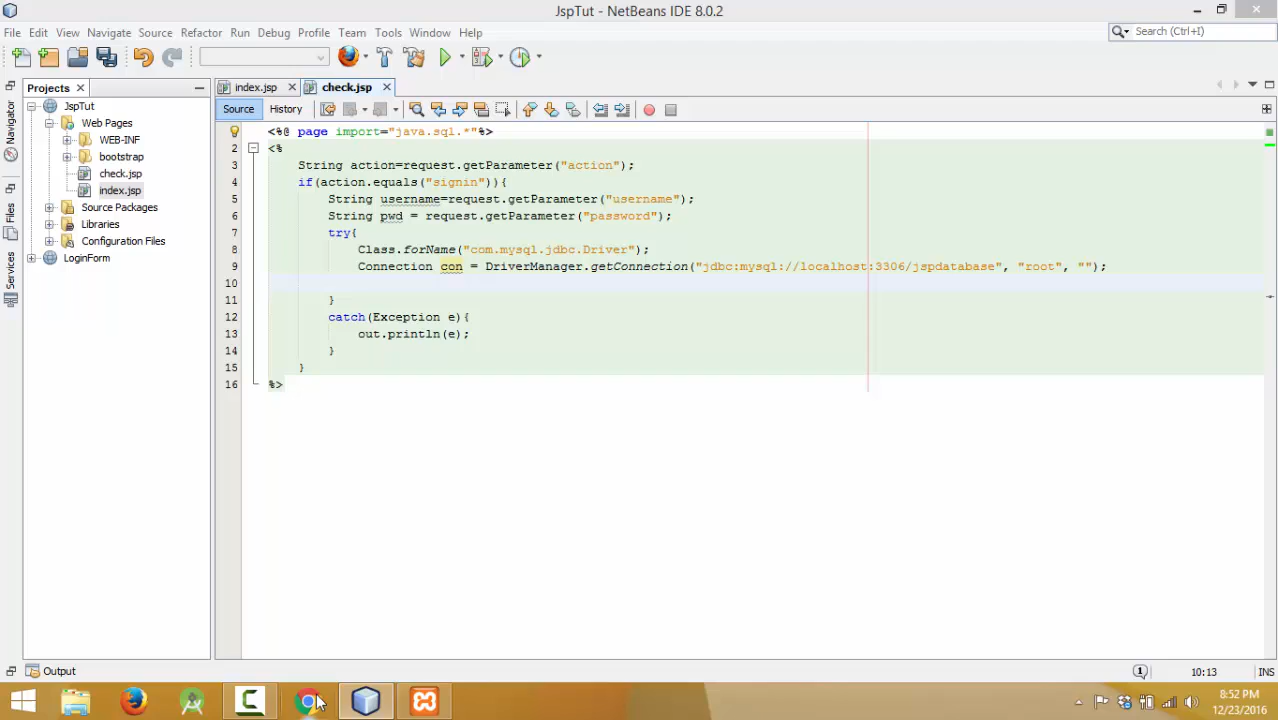 JspTut - NetBeans IDE 8.0.2
File Edit View Navigate Source Refactor Run Debug Profile Team Tools Window Help
Search (Ctrl+I)
Projects
index.jsp
check.jsp
Source
History
Navigator
Files
Services
JspTut
Web Pages
WEB-INF
bootstrap
check.jsp
index.jsp
Source Packages
Libraries
Configuration Files
LoginForm
<%@ page import="java.sql.*"%>
2 <%
3 String action=request.getParameter("action");
4 if(action.equals("signin")){
5 String username=request.getParameter("username");
6 String pwd = request.getParameter("password");
7 try{
8 Class.forName("com.mysql.jdbc.Driver");
9 Connection con = DriverManager.getConnection("jdbc:mysql://localhost:3306/jspdatabase", "root", "");
10
11 }
12 catch(Exception e){
13 out.println(e);
14 }
15 }
16 %>
Output
1
10:13
INS
8:52 PM
12/23/2016